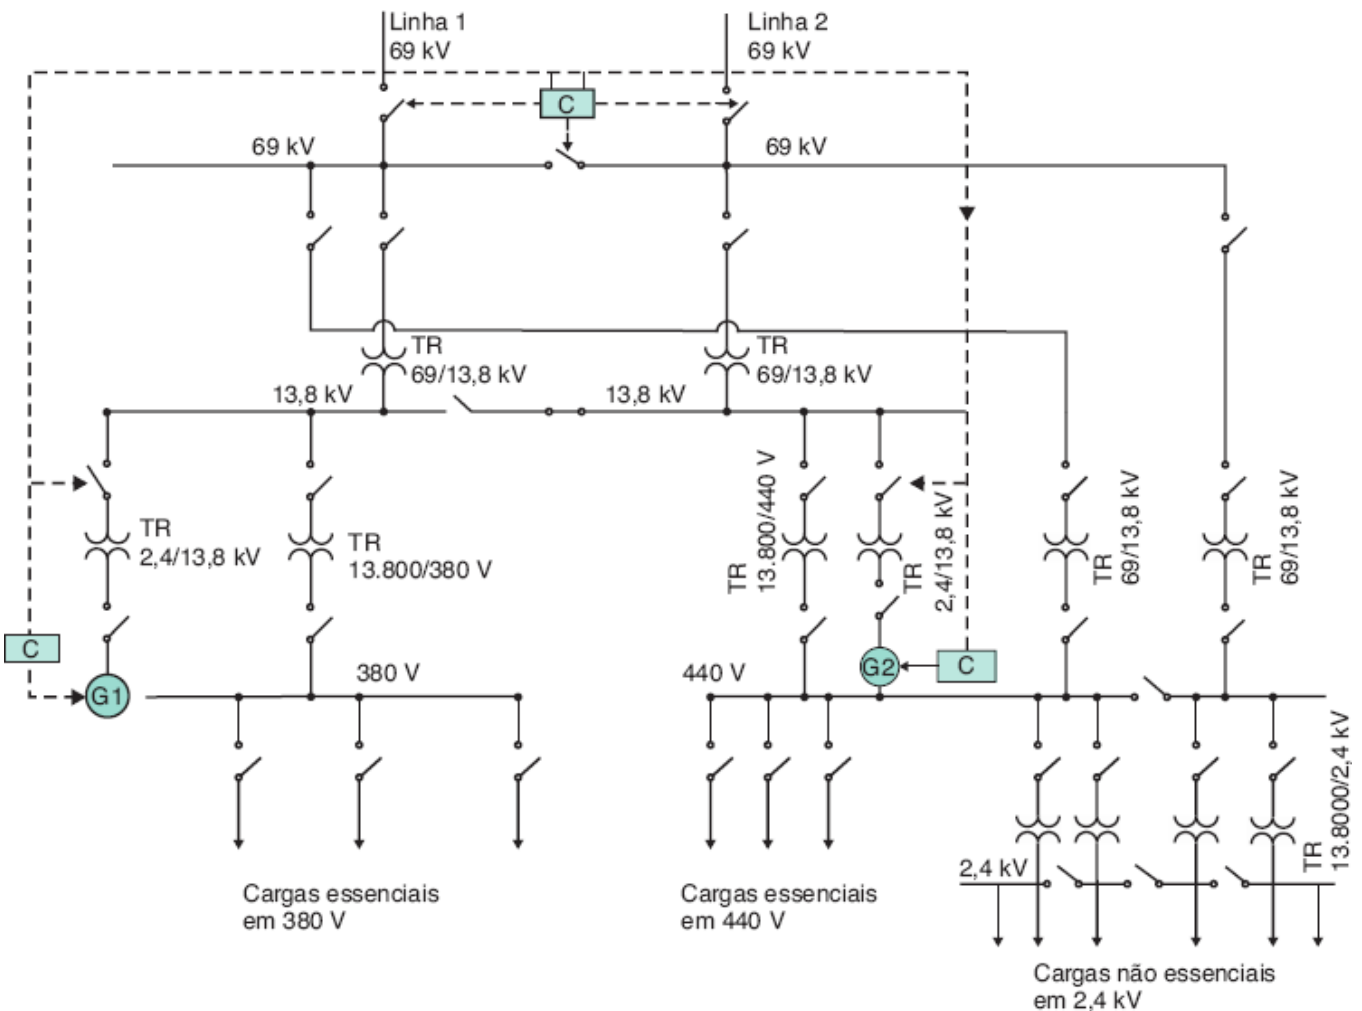 Linha 1
69 kV
Linha 2
69 kV
C
69 kV
69 kV
TR
69/13,8 kV
TR
69/13,8 kV
13,8 kV
13,8 kV
TR
2,4/13,8 kV
TR
13.800/380 V
TR
13.800/440 V
TR
2,4/13,8 kV
TR
69/13,8 kV
TR
69/13,8 kV
C
G1
380 V
440 V
G2
C
TR
13.8000/2,4 kV
2,4 kV
Cargas essenciais
em 380 V
Cargas essenciais
em 440 V
Cargas não essenciais
em 2,4 kV